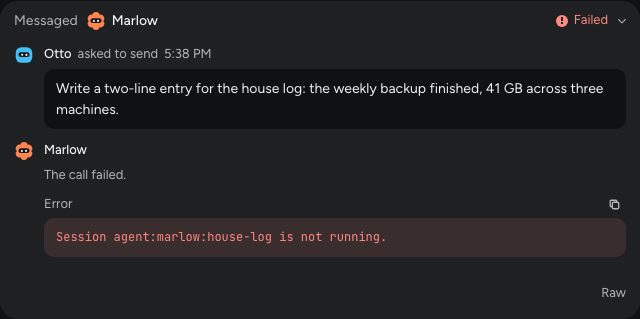 Messaged Marlow Failed
Otto asked to send 5:38 PM
Write a two-line entry for the house log: the weekly backup finished, 41 GB across three
machines.
Marlow
The call failed.
Error
Session agent:marlow:house-log is not running.
Raw